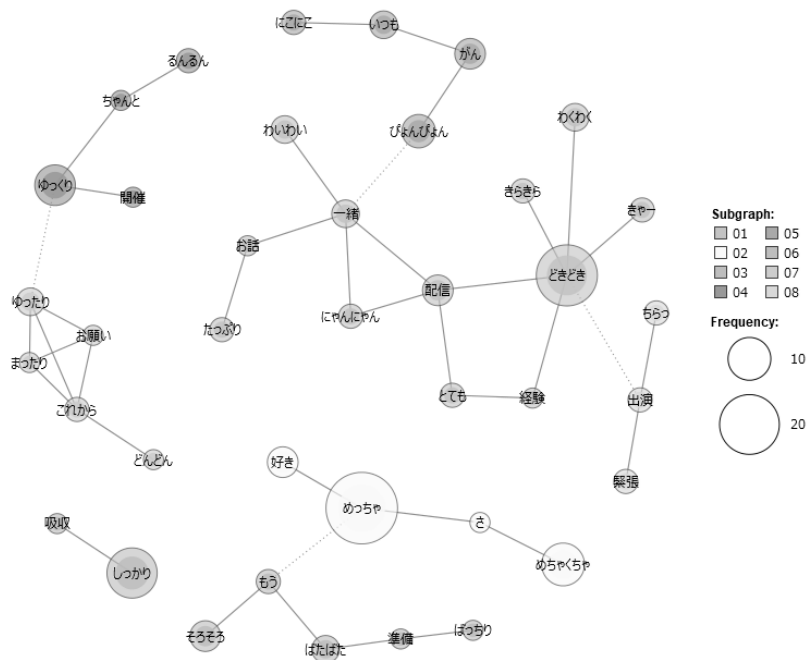 にこにこ
いつも
がん
るんるん
ちゃんと
わいわい
ぴょんぴょん
わくわく
ゆっくり
開催
きらきら
きゃー
一緒
お話
どきどき
配信
ゆったり
お願い
にゃんにゃん
たっぷり
ちらっ
まったり
これから
とても
経験
出演
どんどん
好き
緊張
めっちゃ
吸収
さ
しっかり
もう
めちゃくちゃ
そろそろ
ばたばた
準備
ばっちり
Subgraph:
01 05
02 06
03 07
04 08
Frequency:
10
20